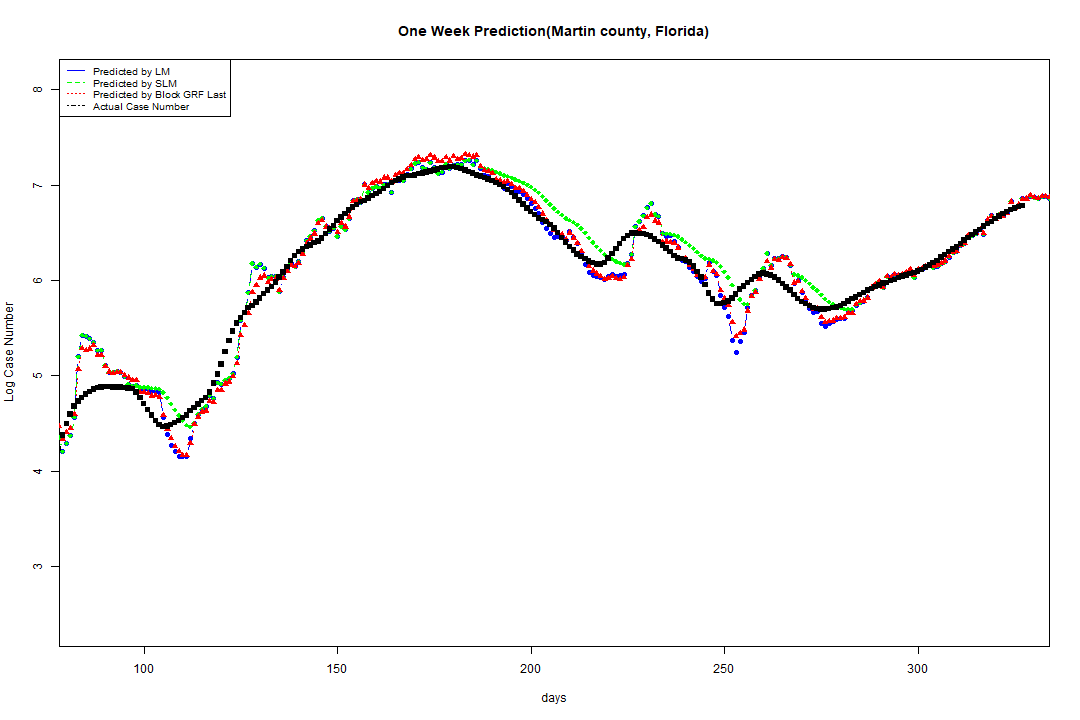 One Week Prediction(Martin county, Florida)
Predicted by LM
Predicted by SLM
Predicted by Block GRF Last
Actual Case Number
8
7
6
5
4
3
Log Case Number
100 150 200 250 300
days